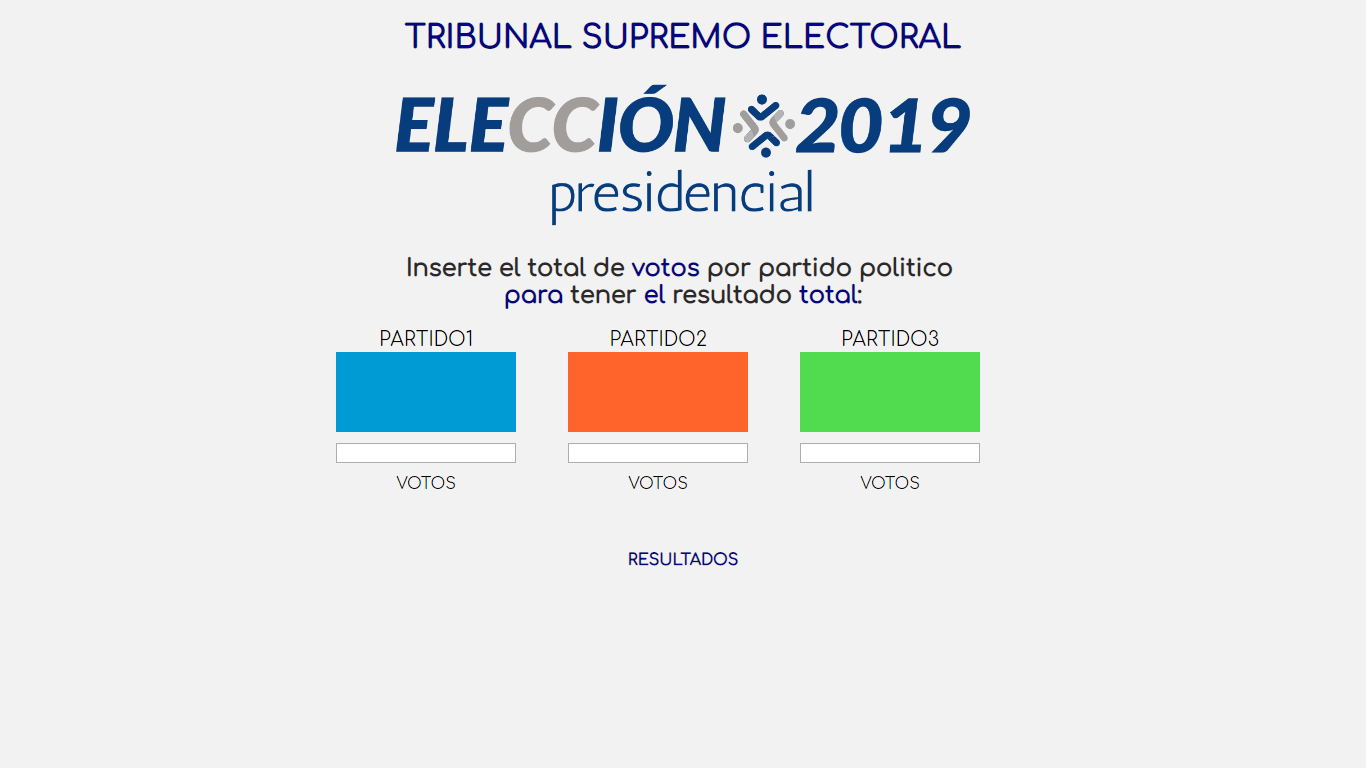 TRIBUNAL SUPREMO ELECTORAL
ELECCIÓN 2019
presidencial
Inserte el total de votos por partido politico
para tener el resultado total:
PARTIDO1 PARTIDO2 PARTIDO3
VOTOS VOTOS VOTOS
RESULTADOS